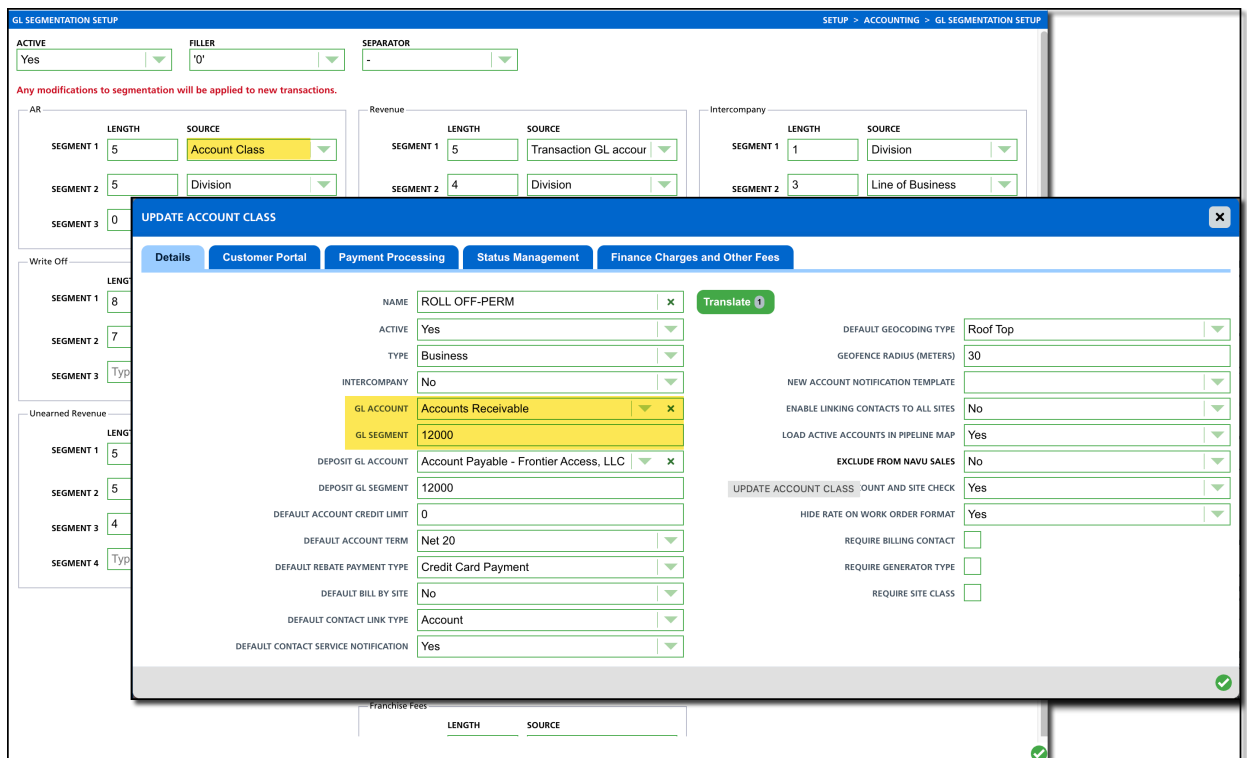 GL SEGMENTATION SETUP
SETUP > ACCOUNTING > GL SEGMENTATION SETUP
ACTIVE FILLER SEPARATOR
Yes '0' -
Any modifications to segmentation will be applied to new transactions.
AR
LENGTH SOURCE
SEGMENT 1 5 Account Class
SEGMENT 2 5 Division
SEGMENT 3 0
Revenue
LENGTH SOURCE
SEGMENT 1 5 Transaction GL accour
SEGMENT 2 4 Division
Intercompany
LENGTH SOURCE
SEGMENT 1 1 Division
SEGMENT 2 3 Line of Business
Write Off
LENGT
SEGMENT 1 8
SEGMENT 2 7
SEGMENT 3 Typ
Unearned Revenue
LENGT
SEGMENT 1 5
SEGMENT 2 5
SEGMENT 3 4
SEGMENT 4 Typ
UPDATE ACCOUNT CLASS
Details Customer Portal Payment Processing Status Management Finance Charges and Other Fees
NAME ROLL OFF-PERM Translate 1
ACTIVE Yes
TYPE Business
INTERCOMPANY No
GL ACCOUNT Accounts Receivable
GL SEGMENT 12000
DEPOSIT GL ACCOUNT Account Payable - Frontier Access, LLC
DEPOSIT GL SEGMENT 12000
DEFAULT ACCOUNT CREDIT LIMIT 0
DEFAULT ACCOUNT TERM Net 20
DEFAULT REBATE PAYMENT TYPE Credit Card Payment
DEFAULT BILL BY SITE No
DEFAULT CONTACT LINK TYPE Account
DEFAULT CONTACT SERVICE NOTIFICATION Yes
DEFAULT GEOCODING TYPE Roof Top
GEOFENCE RADIUS (METERS) 30
NEW ACCOUNT NOTIFICATION TEMPLATE
ENABLE LINKING CONTACTS TO ALL SITES No
LOAD ACTIVE ACCOUNTS IN PIPELINE MAP Yes
EXCLUDE FROM NAVU SALES No
UPDATE ACCOUNT CLASS OUNT AND SITE CHECK Yes
HIDE RATE ON WORK ORDER FORMAT Yes
REQUIRE BILLING CONTACT
REQUIRE GENERATOR TYPE
REQUIRE SITE CLASS
Franchise Fees
LENGTH SOURCE